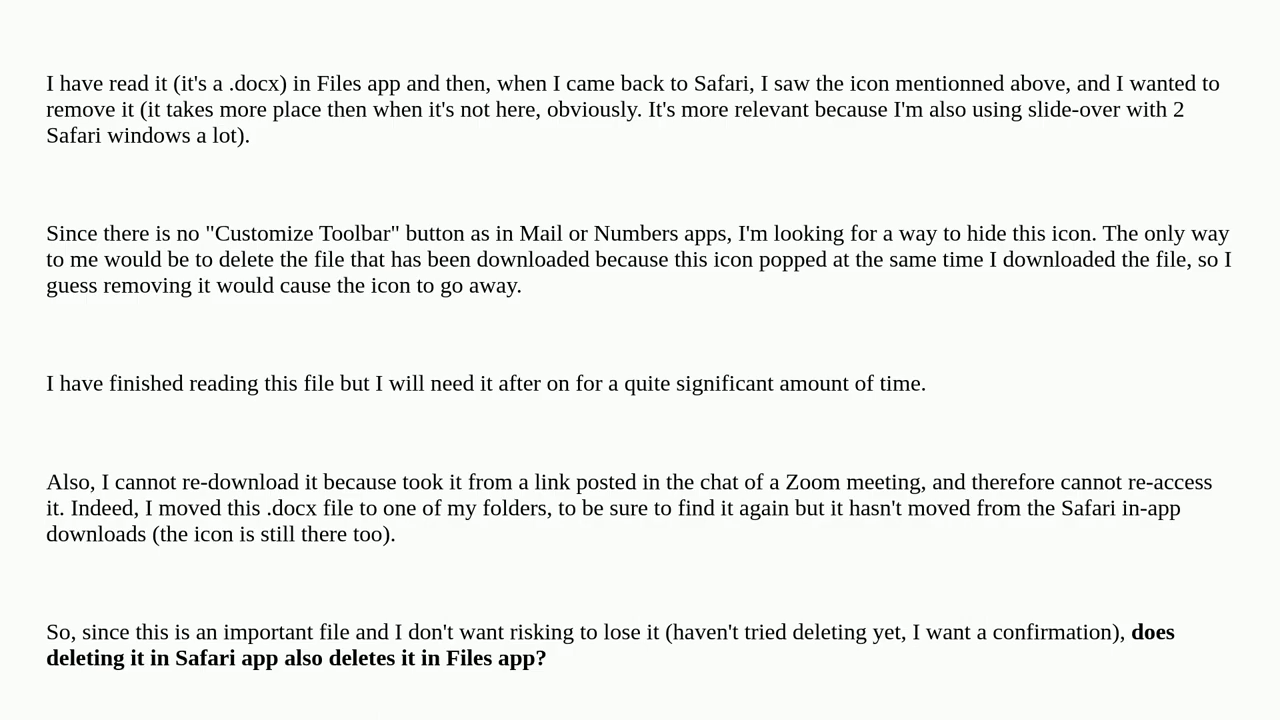 I have read it (it's a .docx) in Files app and then, when I came back to Safari, I saw the icon mentionned above, and I wanted to
remove it (it takes more place then when it's not here, obviously. It's more relevant because I'm also using slide-over with 2
Safari windows a lot).
Since there is no "Customize Toolbar" button as in Mail or Numbers apps, I'm looking for a way to hide this icon. The only way
to me would be to delete the file that has been downloaded because this icon popped at the same time I downloaded the file, so I
guess removing it would cause the icon to go away.
I have finished reading this file but I will need it after on for a quite significant amount of time.
Also, I cannot re-download it because took it from a link posted in the chat of a Zoom meeting, and therefore cannot re-access
it. Indeed, I moved this .docx file to one of my folders, to be sure to find it again but it hasn't moved from the Safari in-app
downloads (the icon is still there too).
So, since this is an important file and I don't want risking to lose it (haven't tried deleting yet, I want a confirmation), does
deleting it in Safari app also deletes it in Files app?